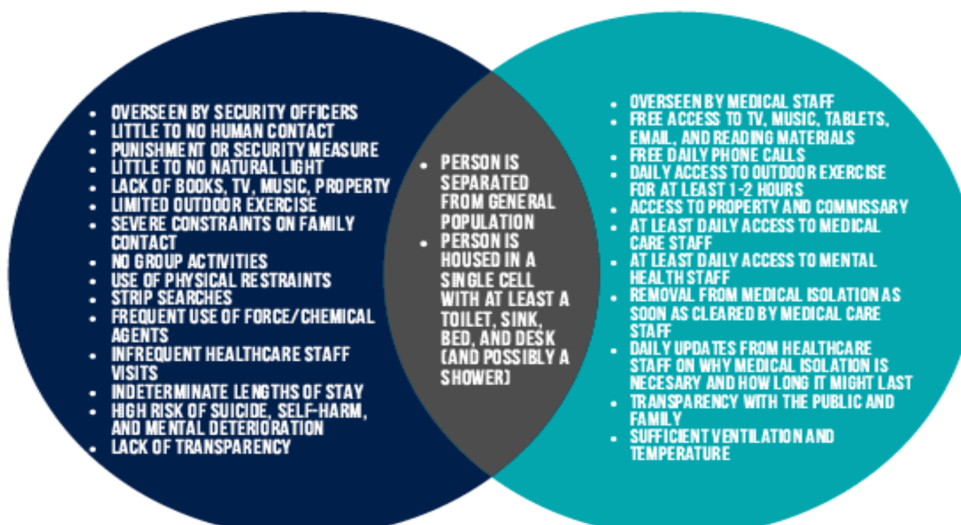 • OVERSEEN BY SECURITY OFFICERS
• LITTLE TO NO HUMAN CONTACT
• PUNISHMENT OR SECURITY MEASURE
• LITTLE TO NO NATURAL LIGHT
• LACK OF BOOKS, TV, MUSIC, PROPERTY
• LIMITED OUTDOOR EXERCISE
• SEVERE CONSTRAINTS ON FAMILY
CONTACT
• NO GROUP ACTIVITIES
• USE OF PHYSICAL RESTRAINTS
• STRIP SEARCHES
• FREQUENT USE OF FORCE/CHEMICAL
AGENTS
• INFREQUENT HEALTHCARE STAFF
VISITS
• INDETERMINATE LENGTHS OF STAY
• HIGH RISK OF SUICIDE, SELF-HARM,
AND MENTAL DETERIORATION
• LACK OF TRANSPARENCY
• PERSON IS
SEPARATED
FROM GENERAL
POPULATION
• PERSON IS
HOUSED IN A
SINGLE CELL
WITH AT LEAST A
TOILET, SINK,
BED, AND DESK
(AND POSSIBLY A
SHOWER)
• OVERSEEN BY MEDICAL STAFF
• FREE ACCESS TO TV, MUSIC, TABLETS,
EMAIL, AND READING MATERIALS
• FREE DAILY PHONE CALLS
• DAILY ACCESS TO OUTDOOR EXERCISE
FOR AT LEAST 1-2 HOURS
• ACCESS TO PROPERTY AND COMMISSARY
• AT LEAST DAILY ACCESS TO MEDICAL
CARE STAFF
• AT LEAST DAILY ACCESS TO MENTAL
HEALTH STAFF
• REMOVAL FROM MEDICAL ISOLATION AS
SOON AS CLEARED BY MEDICAL CARE
STAFF
• DAILY UPDATES FROM HEALTHCARE
STAFF ON WHY MEDICAL ISOLATION IS
NECESARY AND HOW LONG IT MIGHT LAST
• TRANSPARENCY WITH THE PUBLIC AND
FAMILY
• SUFFICIENT VENTILATION AND
TEMPERATURE